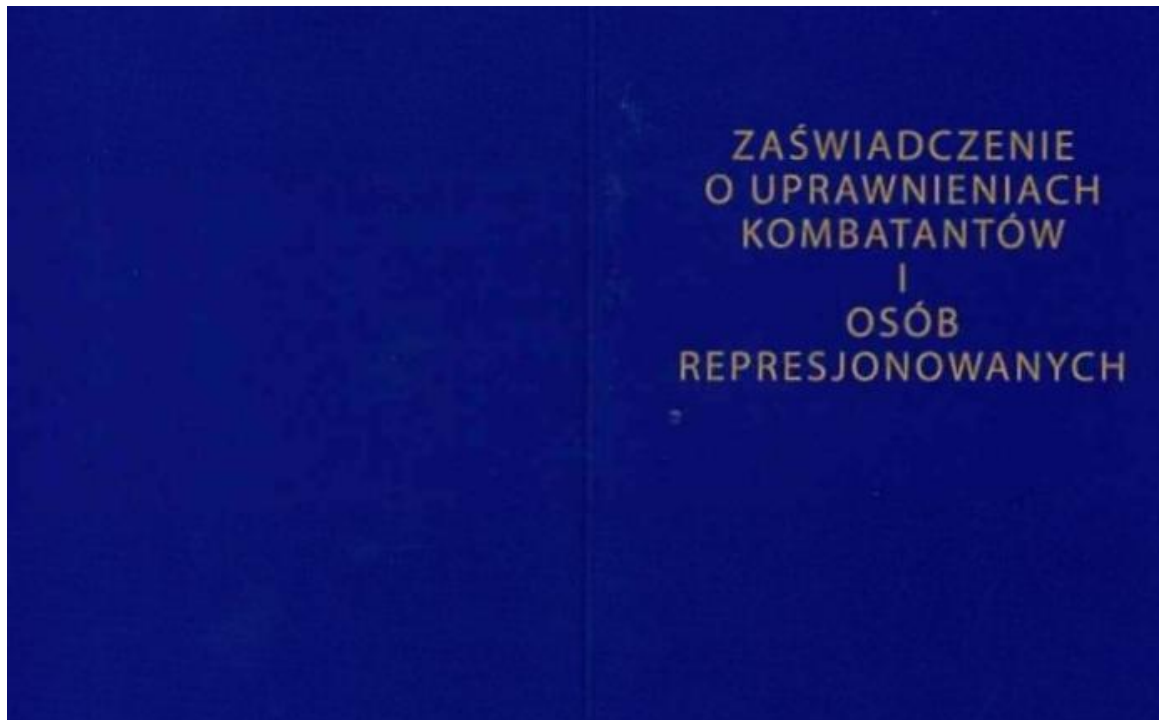 ZAŚWIADCZENIE
O UPRAWNIENIACH
KOMBATANTÓW
I
OSÓB
REPRESJONOWANYCH